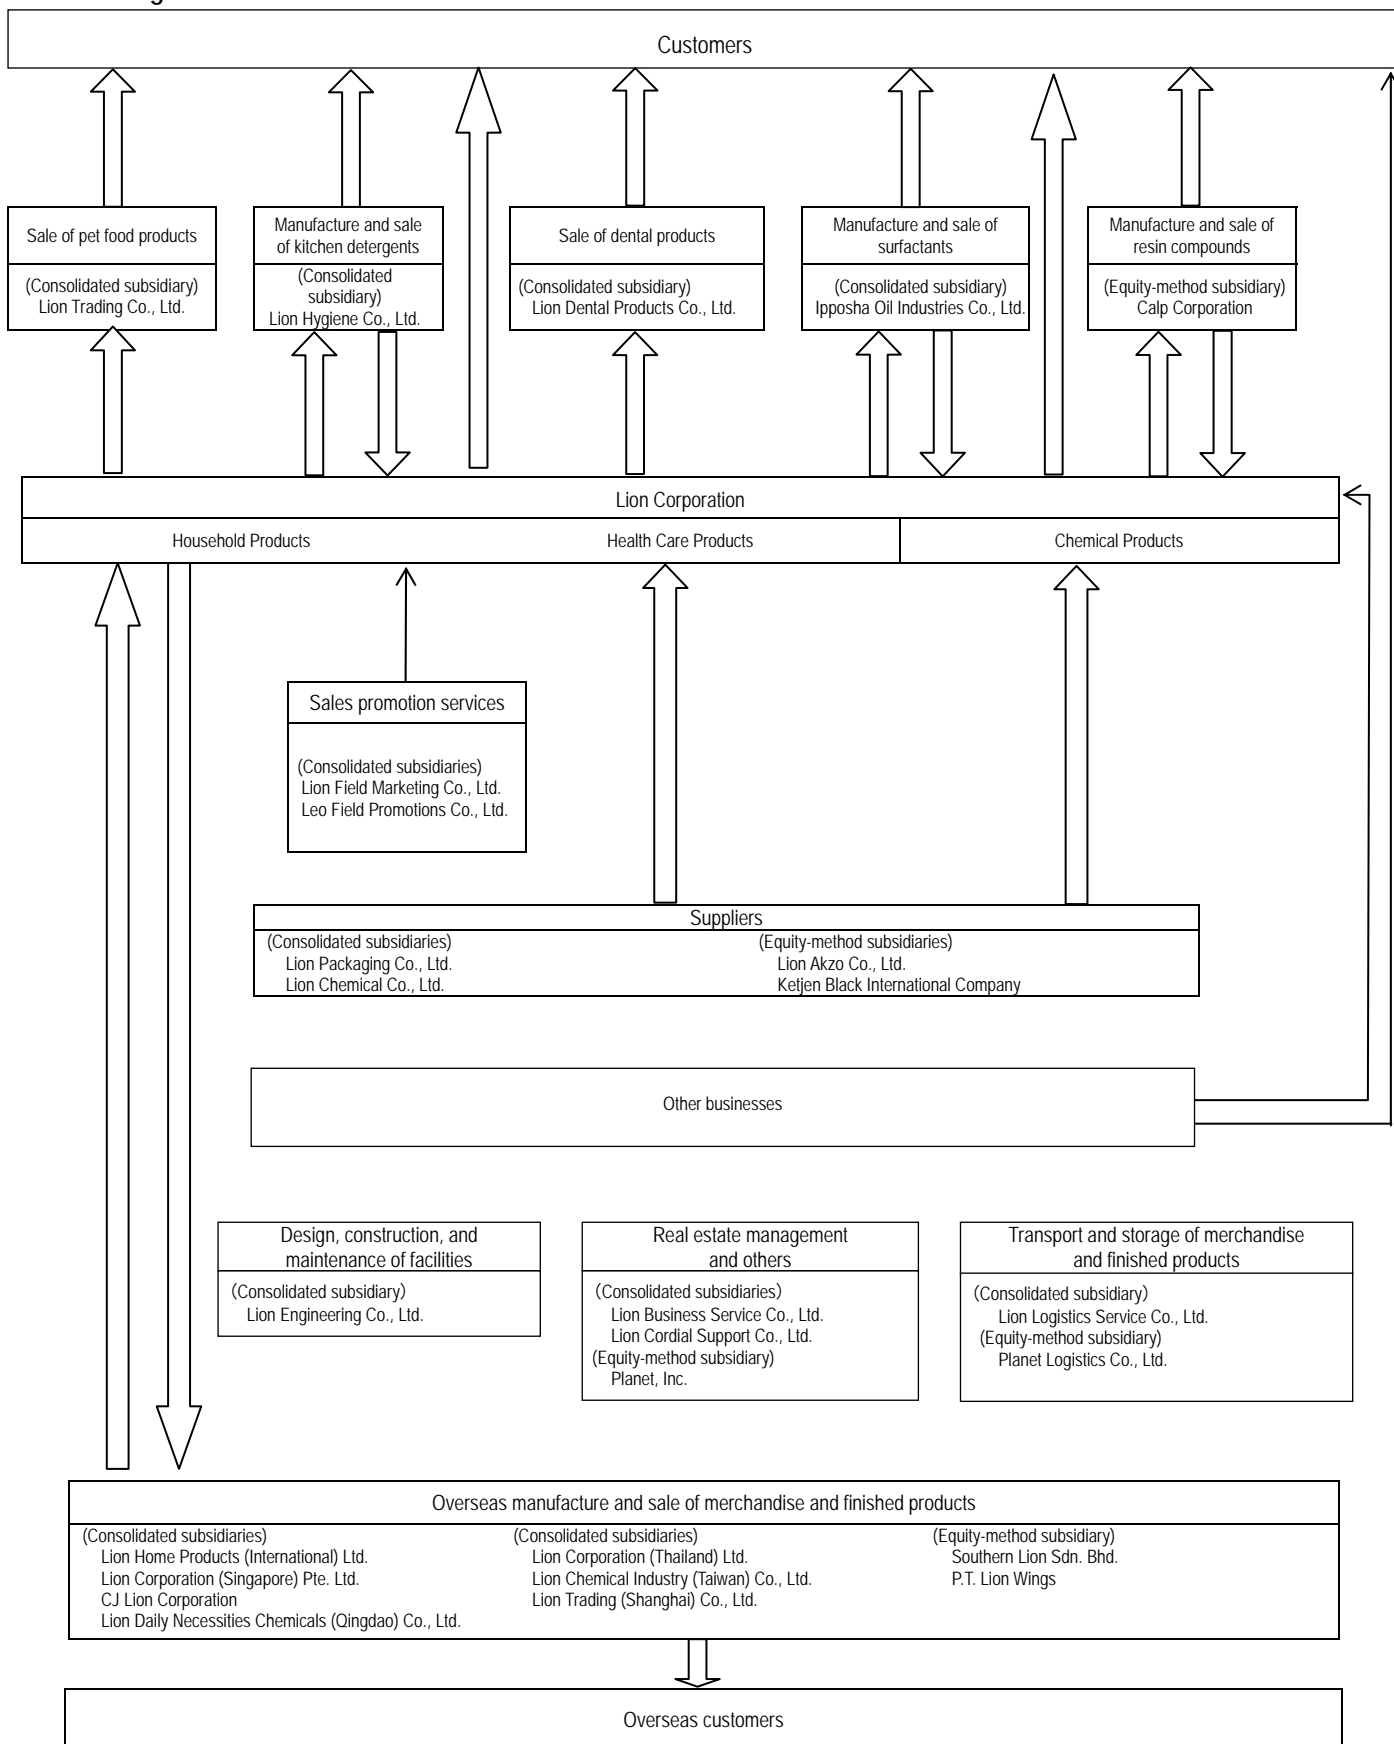 Customers
Sale of pet food products
(Consolidated subsidiary)
Lion Trading Co., Ltd.
Manufacture and sale
of kitchen detergents
(Consolidated
subsidiary)
Lion Hygiene Co., Ltd.
Sale of dental products
(Consolidated subsidiary)
Lion Dental Products Co., Ltd.
Manufacture and sale of
surfactants
(Consolidated subsidiary)
Ipposha Oil Industries Co., Ltd.
Manufacture and sale of
resin compounds
(Equity-method subsidiary)
Calp Corporation
Lion Corporation
Household Products
Health Care Products
Chemical Products
Sales promotion services
(Consolidated subsidiaries)
Lion Field Marketing Co., Ltd.
Leo Field Promotions Co., Ltd.
Suppliers
(Consolidated subsidiaries)
Lion Packaging Co., Ltd.
Lion Chemical Co., Ltd.
(Equity-method subsidiaries)
Lion Akzo Co., Ltd.
Ketjen Black International Company
Other businesses
Design, construction, and
maintenance of facilities
(Consolidated subsidiary)
Lion Engineering Co., Ltd.
Real estate management
and others
(Consolidated subsidiaries)
Lion Business Service Co., Ltd.
Lion Cordial Support Co., Ltd.
(Equity-method subsidiary)
Planet, Inc.
Transport and storage of merchandise
and finished products
(Consolidated subsidiary)
Lion Logistics Service Co., Ltd.
(Equity-method subsidiary)
Planet Logistics Co., Ltd.
Overseas manufacture and sale of merchandise and finished products
(Consolidated subsidiaries)
Lion Home Products (International) Ltd.
Lion Corporation (Singapore) Pte. Ltd.
CJ Lion Corporation
Lion Daily Necessities Chemicals (Qingdao) Co., Ltd.
(Consolidated subsidiaries)
Lion Corporation (Thailand) Ltd.
Lion Chemical Industry (Taiwan) Co., Ltd.
Lion Trading (Shanghai) Co., Ltd.
(Equity-method subsidiary)
Southern Lion Sdn. Bhd.
P.T. Lion Wings
Overseas customers